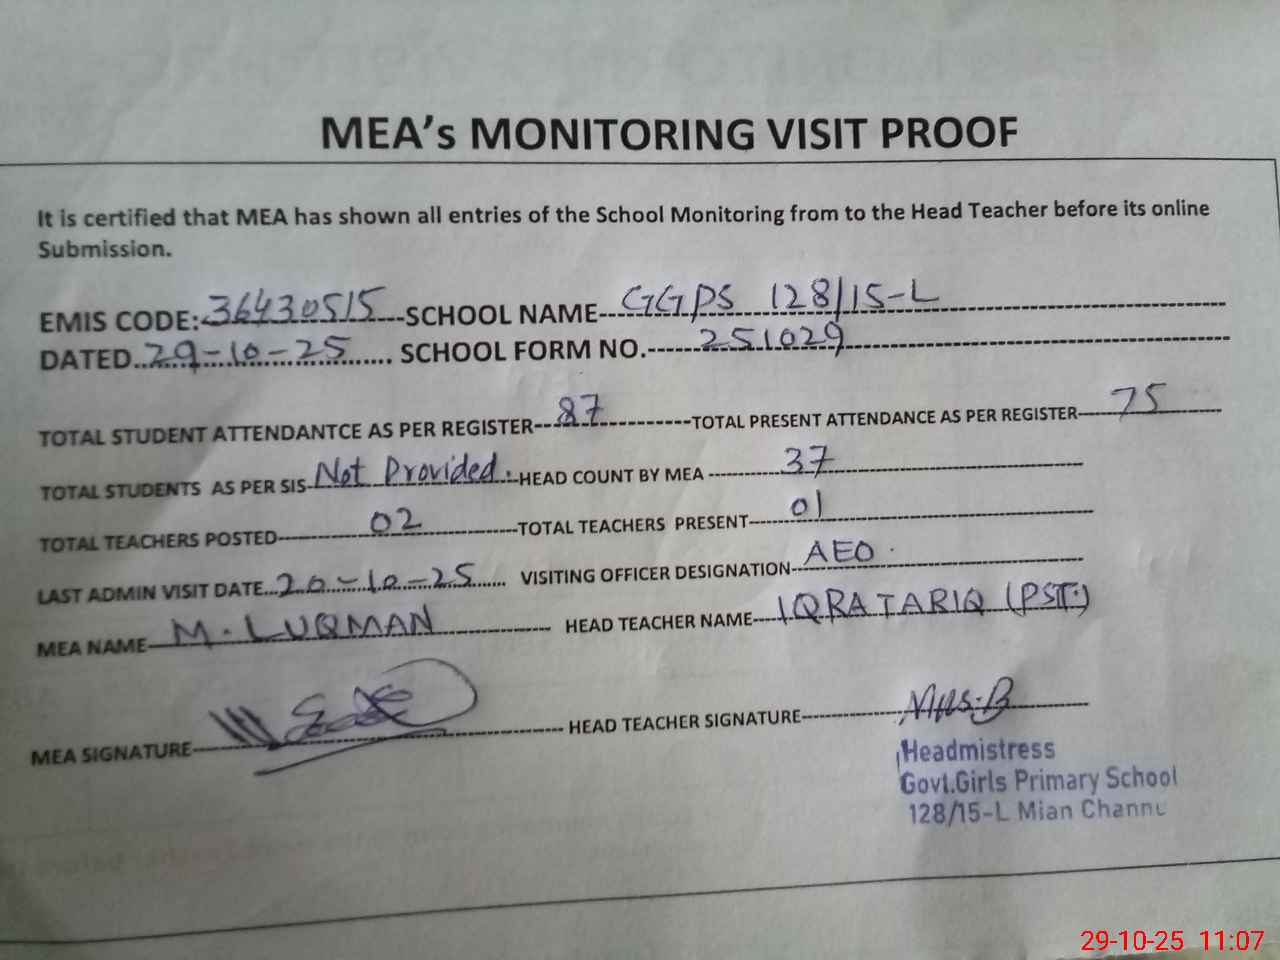 MEA's MONITORING VISIT PROOF
It is certified that MEA has shown all entries of the School Monitoring from to the Head Teacher before its online
Submission.
EMIS CODE: 36430515 SCHOOL NAME GGPS 128/15-L
DATED 29-10-25 SCHOOL FORM NO. 251029
TOTAL STUDENT ATTENDANTCE AS PER REGISTER 87 TOTAL PRESENT ATTENDANCE AS PER REGISTER 75
TOTAL STUDENTS AS PER SIS Not Provided. HEAD COUNT BY MEA 37
TOTAL TEACHERS POSTED 02 TOTAL TEACHERS PRESENT 01
LAST ADMIN VISIT DATE 20-10-25 VISITING OFFICER DESIGNATION AEO.
MEA NAME M. LUQMAN HEAD TEACHER NAME IQRA TARIQ (PST)
MEA SIGNATURE HEAD TEACHER SIGNATURE
Headmistress
Govt.Girls Primary School
128/15-L Mian Channu
29-10-25 11:07